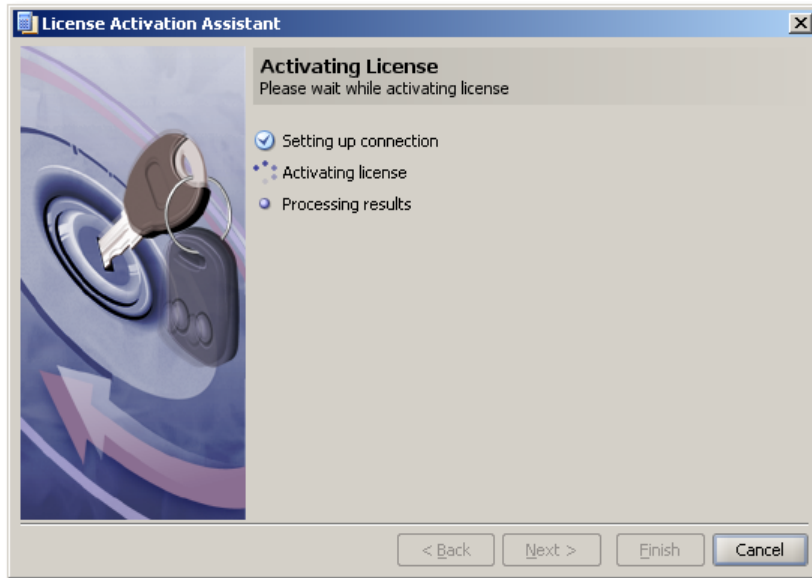 License Activation Assistant
Activating License
Please wait while activating license
Setting up connection
Activating license
Processing results
< Back Next > Finish Cancel